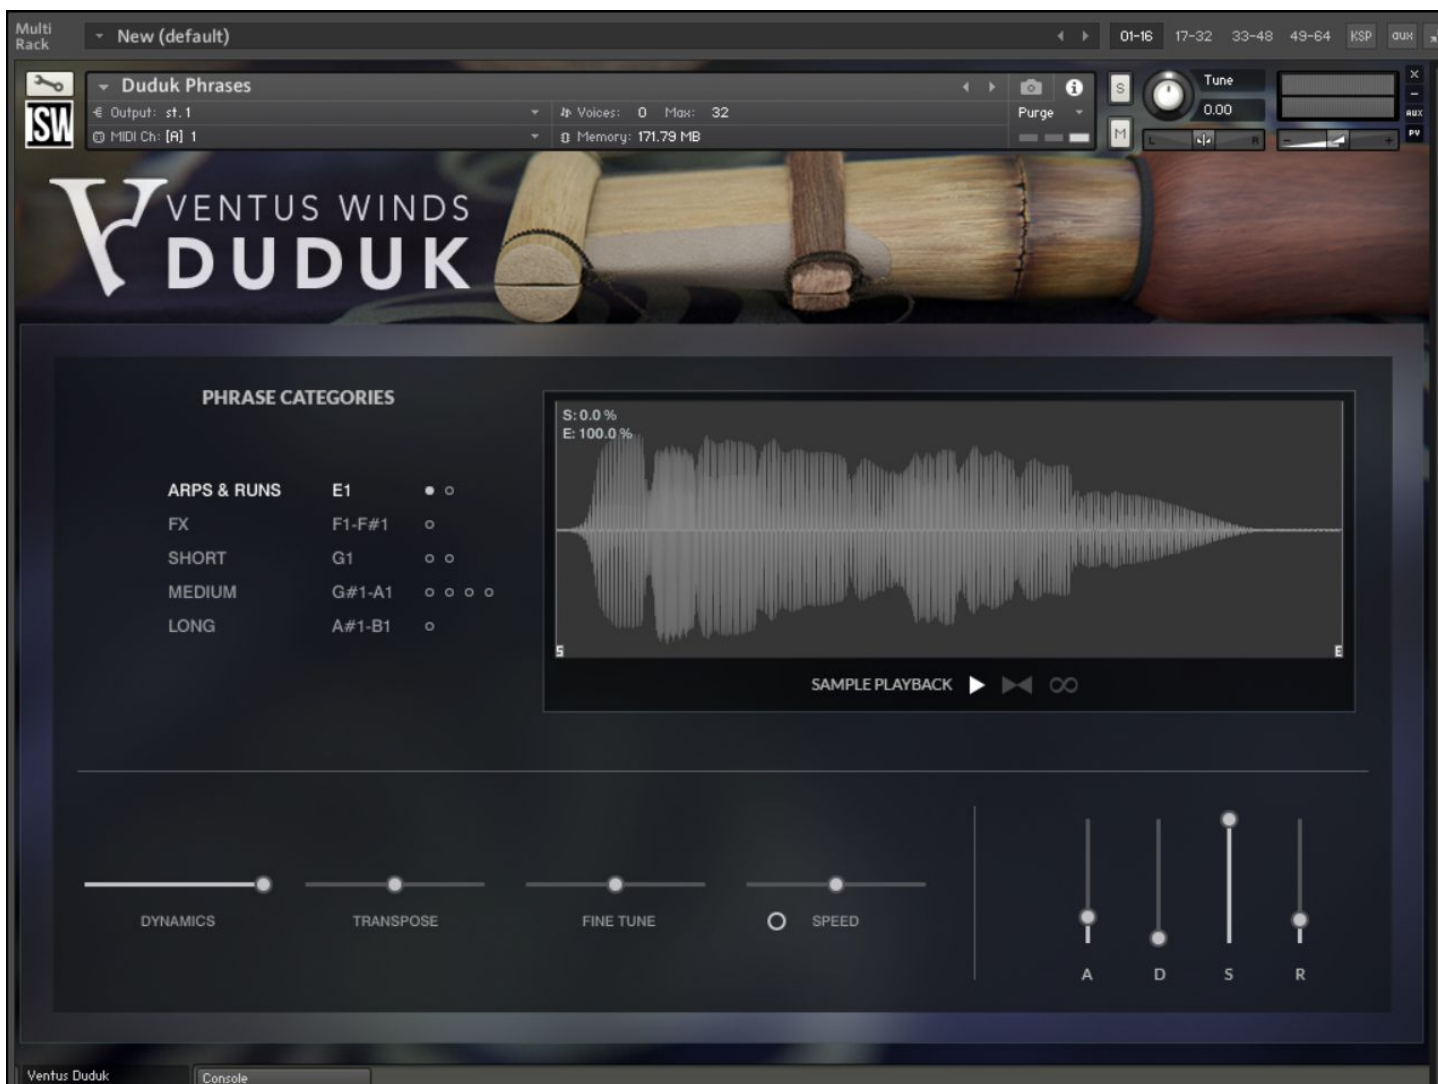 Multi
Rack
New (default)
01-16 17-32 33-48 49-64 KSP aux
Duduk Phrases
Output: st.1
Voices: 0 Max: 32
Purge
MIDI Ch: [A] 1
Memory: 171.79 MB
S
M
Tune
0.00
L R
- +
×
-
AUX
PV
ISW
VENTUS WINDS
DUDUK
PHRASE CATEGORIES
ARPS & RUNS E1
FX F1-F#1
SHORT G1
MEDIUM G#1-A1
LONG A#1-B1
S: 0.0 %
E: 100.0 %
S E
SAMPLE PLAYBACK
DYNAMICS TRANSPOSE FINE TUNE SPEED
A D S R
Ventus Duduk Console